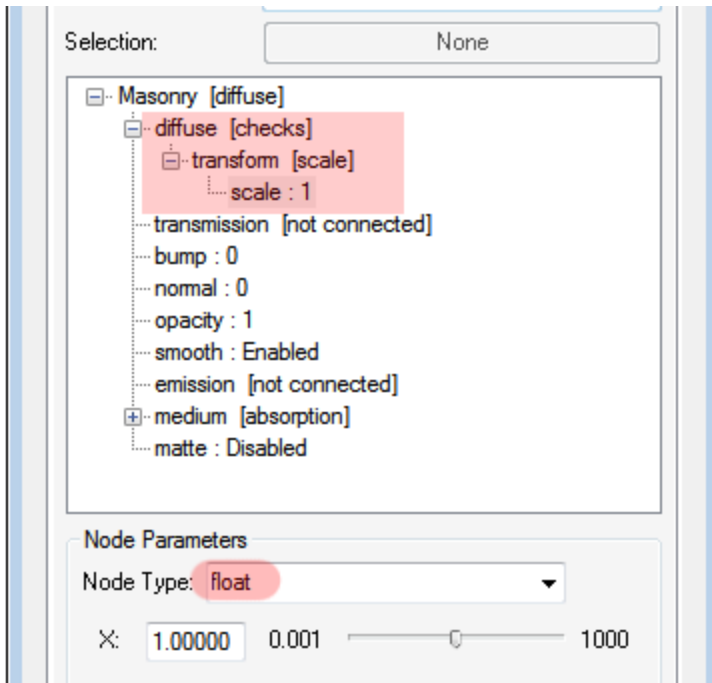 Selection: None
Masonry [diffuse]
diffuse [checks]
transform [scale]
scale : 1
transmission [not connected]
bump : 0
normal : 0
opacity : 1
smooth : Enabled
emission [not connected]
medium [absorption]
matte : Disabled
Node Parameters
Node Type: float
X: 1.00000 0.001 1000